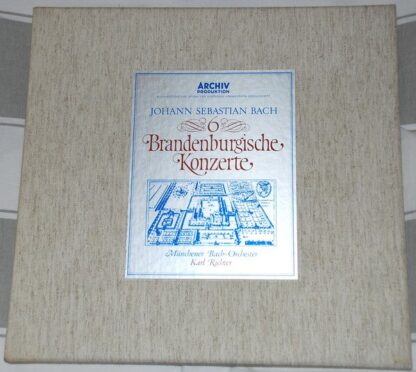 ARCHIV
PRODUKTION
JOHANN SEBASTIAN BACH
6
Brandenburgische
Konzerte
Münchener Bach-Orchester
Karl Richter